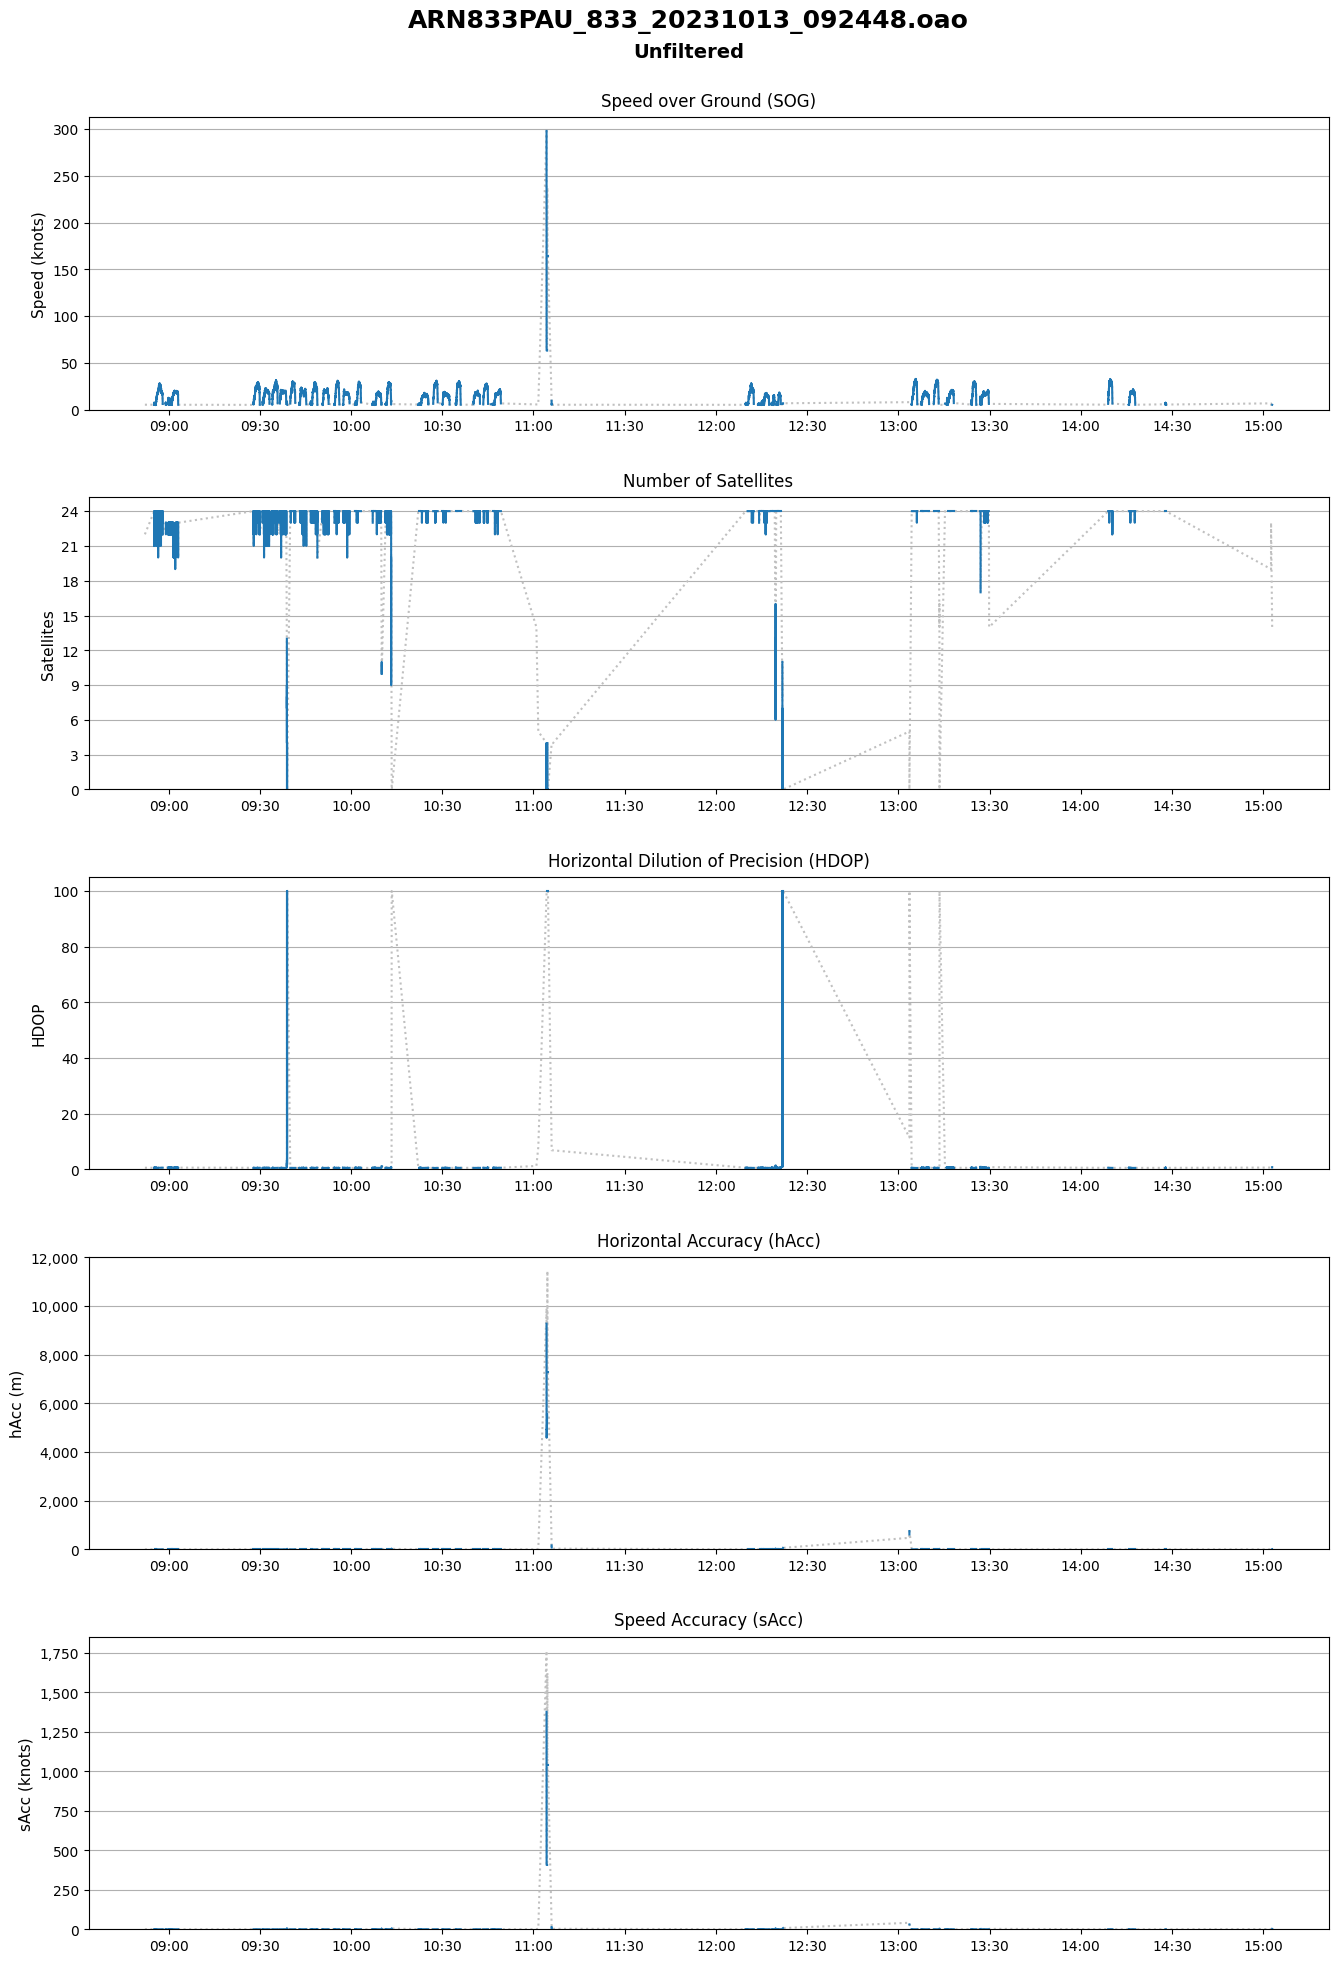 ARN833PAU_833_20231013_092448.oao
Unfiltered
Speed over Ground (SOG)
300
250
200
150
100
50
0
Speed (knots)
09:00 09:30 10:00 10:30 11:00 11:30 12:00 12:30 13:00 13:30 14:00 14:30 15:00
Number of Satellites
24
21
18
15
12
9
6
3
0
Satellites
09:00 09:30 10:00 10:30 11:00 11:30 12:00 12:30 13:00 13:30 14:00 14:30 15:00
Horizontal Dilution of Precision (HDOP)
100
80
60
40
20
0
HDOP
09:00 09:30 10:00 10:30 11:00 11:30 12:00 12:30 13:00 13:30 14:00 14:30 15:00
Horizontal Accuracy (hAcc)
12,000
10,000
8,000
6,000
4,000
2,000
0
hAcc (m)
09:00 09:30 10:00 10:30 11:00 11:30 12:00 12:30 13:00 13:30 14:00 14:30 15:00
Speed Accuracy (sAcc)
1,750
1,500
1,250
1,000
750
500
250
0
sAcc (knots)
09:00 09:30 10:00 10:30 11:00 11:30 12:00 12:30 13:00 13:30 14:00 14:30 15:00